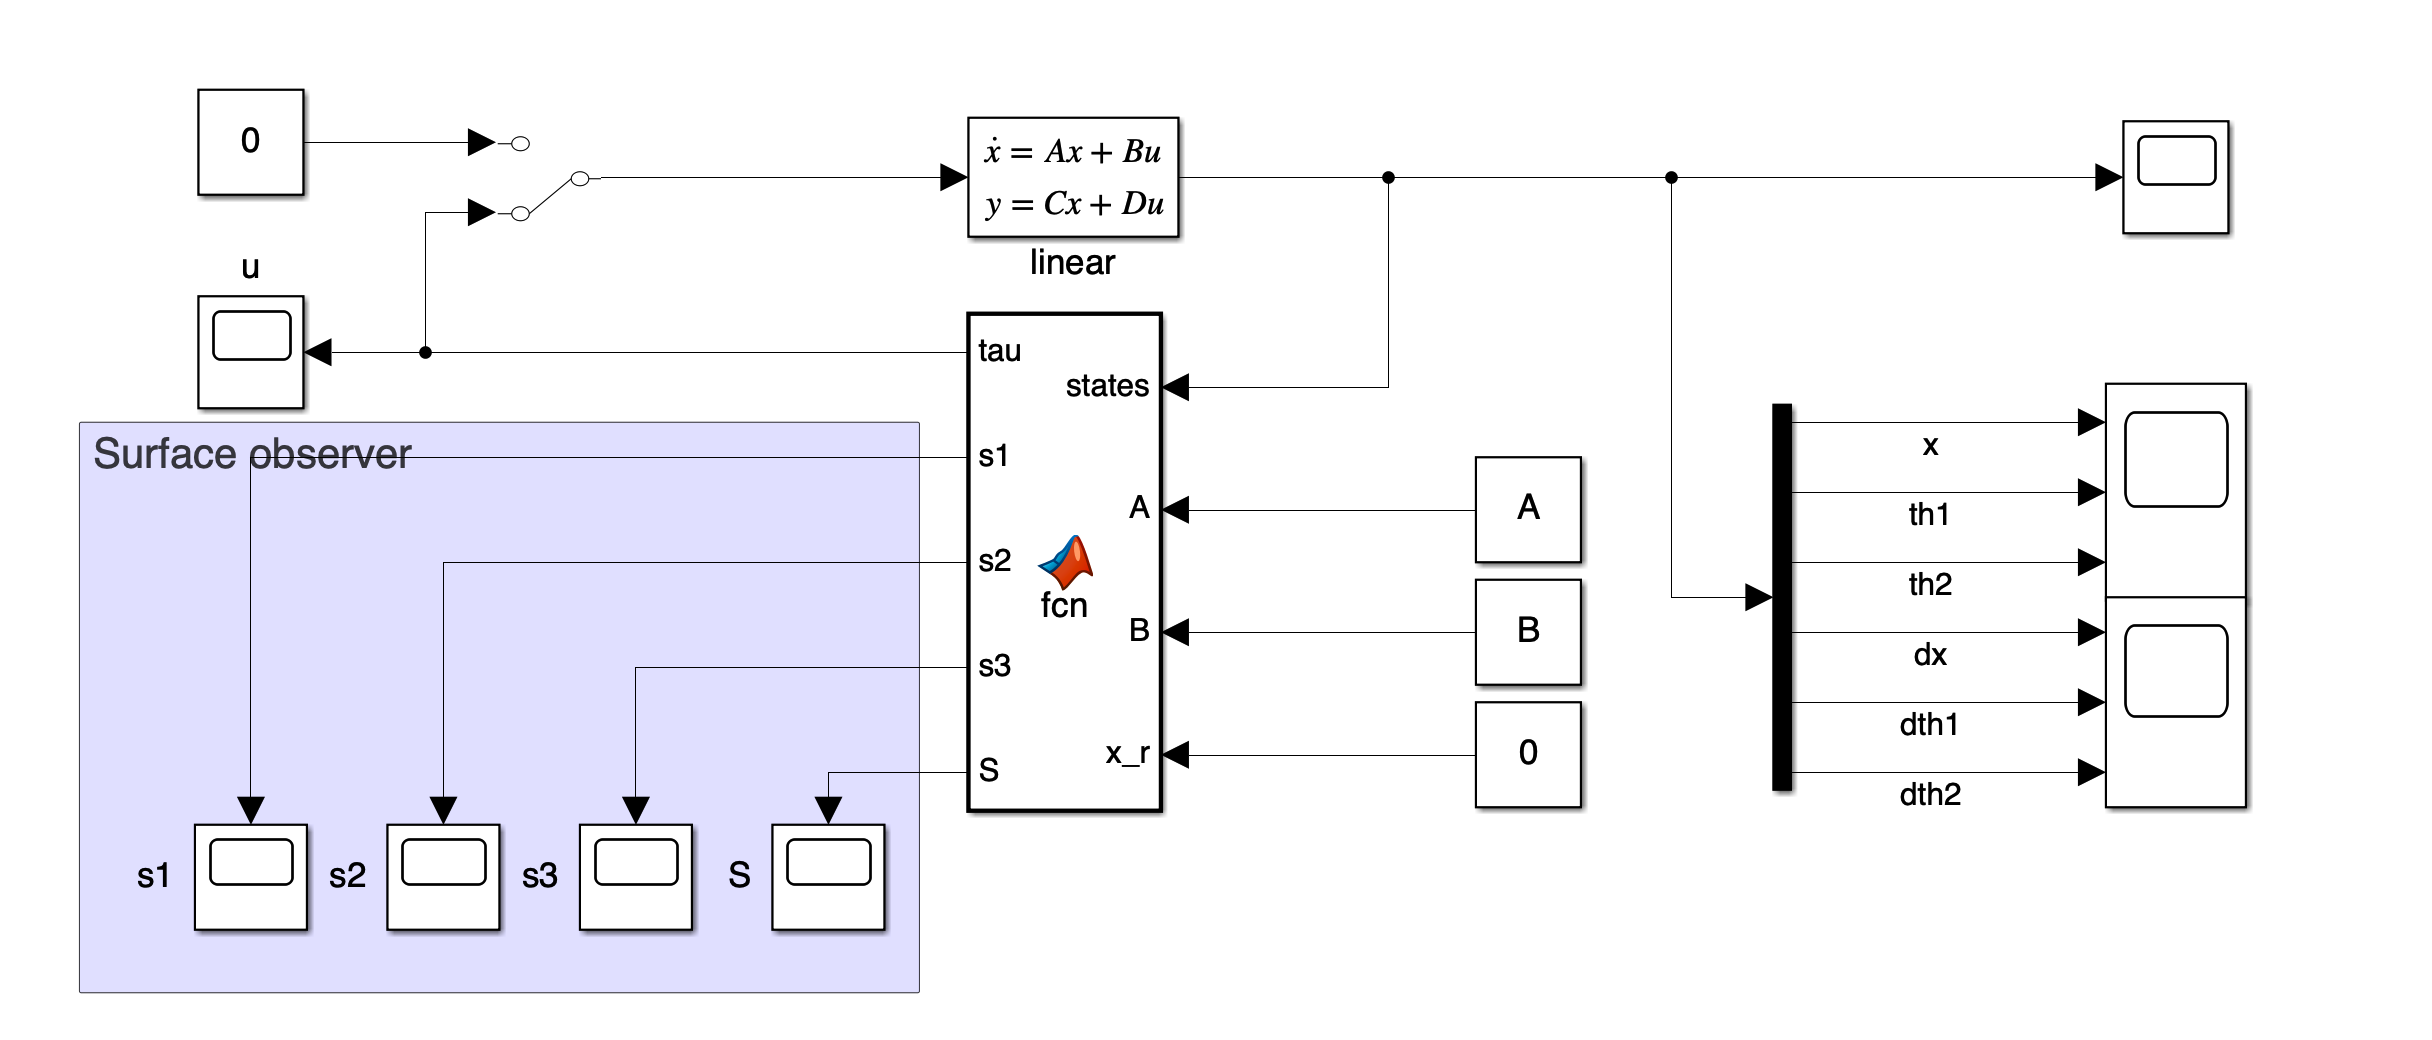 0
u
ẋ = Ax + Bu
y = Cx + Du
linear
tau
states
s1
A
s2
fcn
B
s3
x_r
S
A
B
0
x
th1
th2
dx
dth1
dth2
Surface observer
s1
s2
s3
S